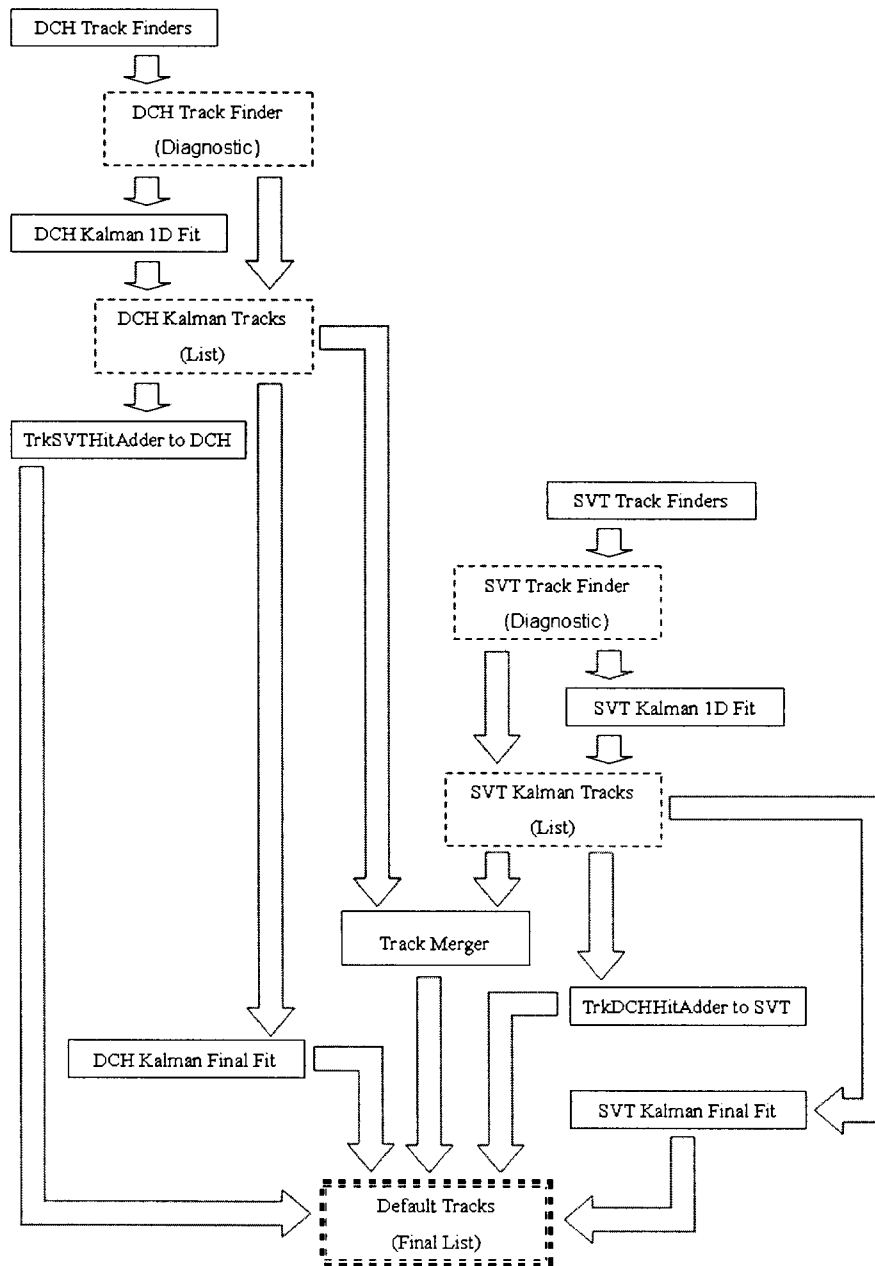 DCH Track Finders
DCH Track Finder
(Diagnostic)
DCH Kalman 1D Fit
DCH Kalman Tracks
(List)
TrkSVTHitAdder to DCH
SVT Track Finders
SVT Track Finder
(Diagnostic)
SVT Kalman 1D Fit
SVT Kalman Tracks
(List)
Track Merger
TrkDCHHitAdder to SVT
DCH Kalman Final Fit
SVT Kalman Final Fit
Default Tracks
(Final List)